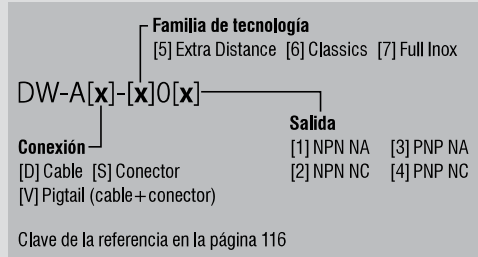 Familia de tecnología
[5] Extra Distance [6] Classics [7] Full Inox
DW-A[x]-[x]0[x]
Conexión
[D] Cable [S] Conector
[V] Pigtail (cable+conector)
Salida
[1] NPN NA [3] PNP NA
[2] NPN NC [4] PNP NC
Clave de la referencia en la página 116